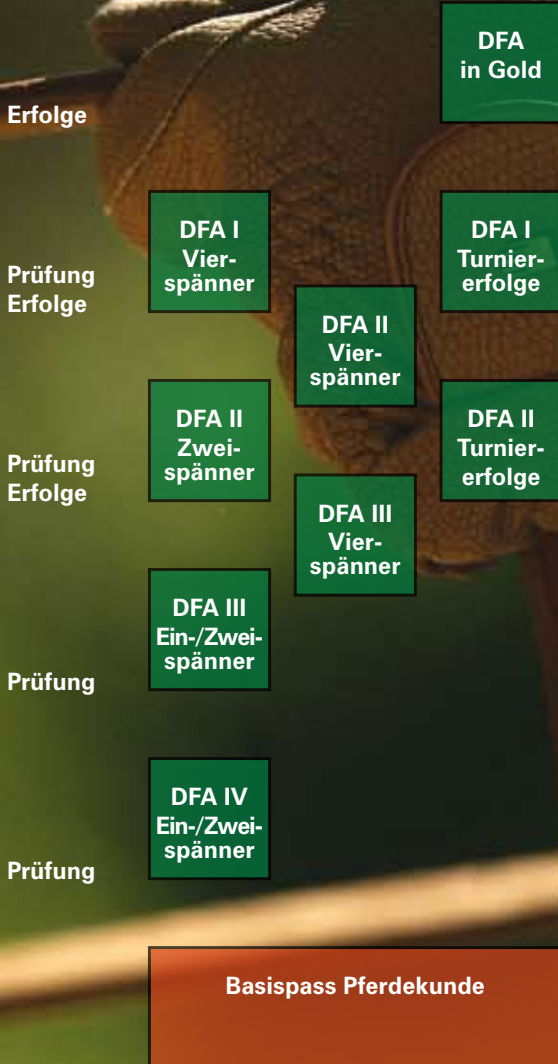 DFA
in Gold
Erfolge
DFA I
Vier-
spänner
DFA I
Turnier-
erfolge
Prüfung
Erfolge
DFA II
Vier-
spänner
DFA II
Zwei-
spänner
DFA II
Turnier-
erfolge
Prüfung
Erfolge
DFA III
Vier-
spänner
DFA III
Ein-/Zwei-
spänner
Prüfung
DFA IV
Ein-/Zwei-
spänner
Prüfung
Basispass Pferdekunde